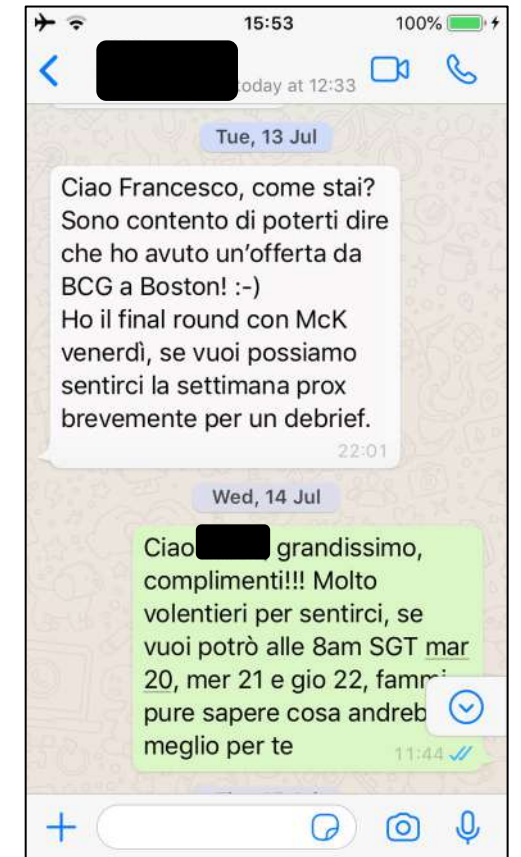 15:53
100%
today at 12:33
Tue, 13 Jul
Ciao Francesco, come stai?
Sono contento di poterti dire
che ho avuto un'offerta da
BCG a Boston! :-)
Ho il final round con McK
venerdì, se vuoi possiamo
sentirci la settimana prox
brevemente per un debrief.
22:01
Wed, 14 Jul
Ciao , grandissimo,
complimenti!!! Molto
volentieri per sentirci, se
vuoi potrò alle 8am SGT mar
20, mer 21 e gio 22,
pure sapere cosa
meglio per te
11:44